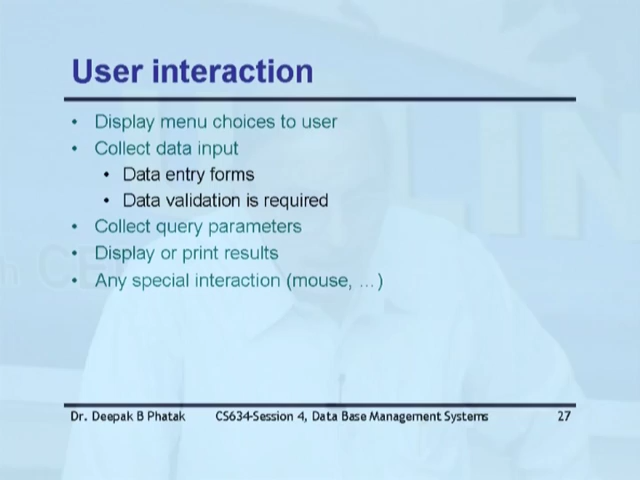 User interaction
• Display menu choices to user
• Collect data input
• Data entry forms
• Data validation is required
• Collect query parameters
• Display or print results
• Any special interaction (mouse, ...)
Dr. Deepak B Phatak CS634-Session 4, Data Base Management Systems 27